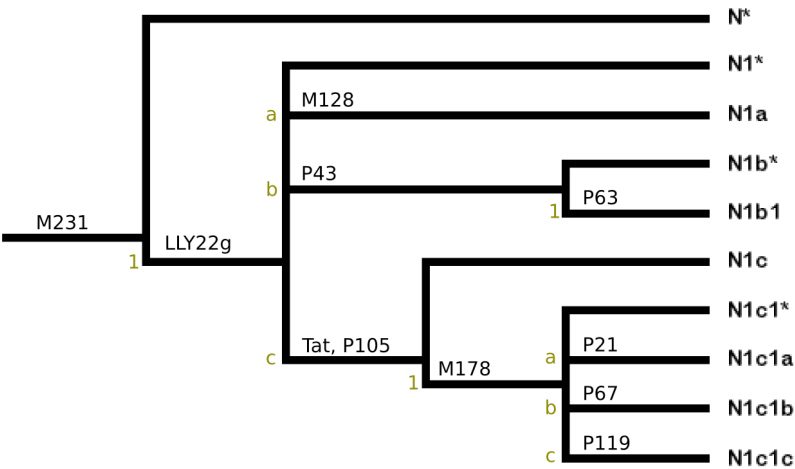 N*
N1*
M128
a
N1a
N1b*
P43
b
P63
1
N1b1
M231
LLY22g
1
N1c
N1c1*
Tat, P105
c
P21
a
N1c1a
M178
1
P67
b
N1c1b
P119
c
N1c1c